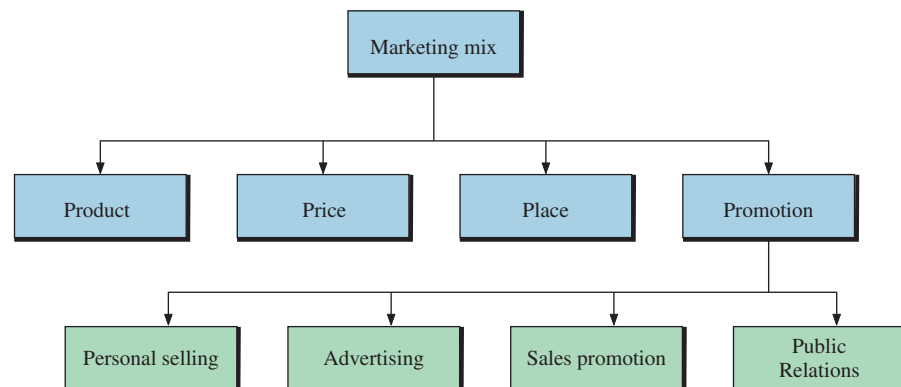 Marketing mix
Product
Price
Place
Promotion
Personal selling
Advertising
Sales promotion
Public
Relations